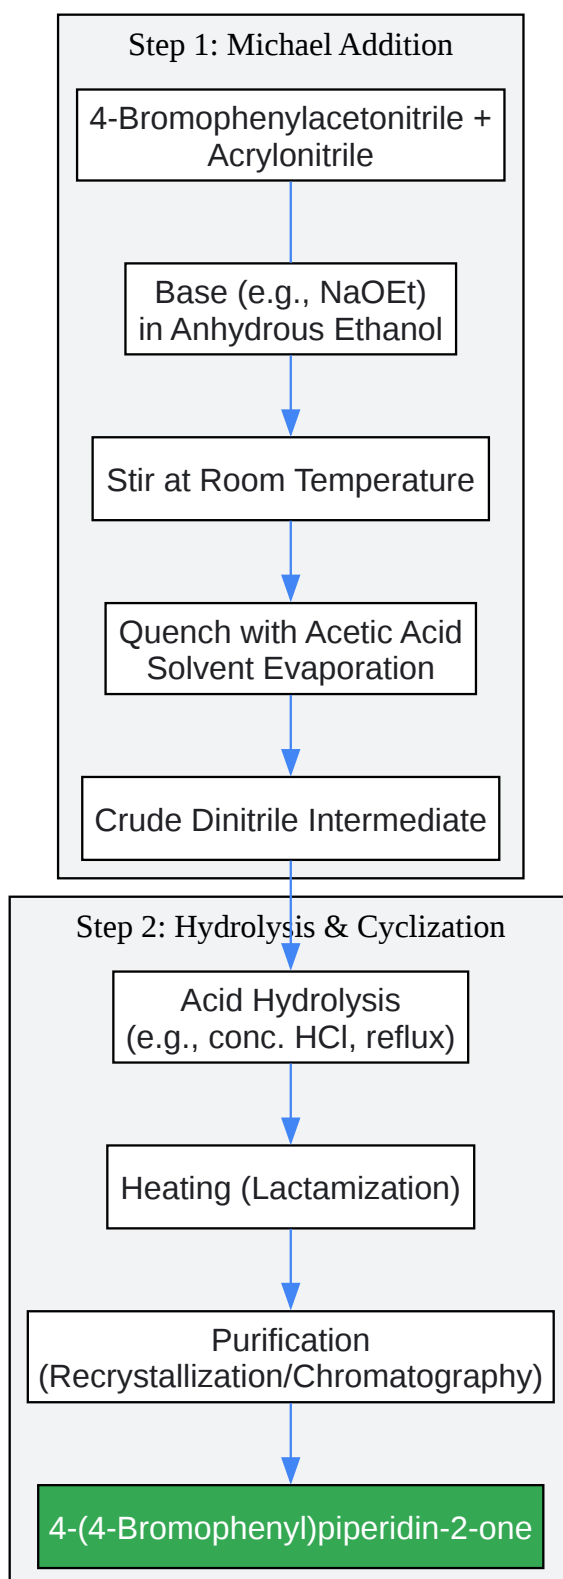 Step 1: Michael Addition
4-Bromophenylacetonitrile +
Acrylonitrile
Base (e.g., NaOEt)
in Anhydrous Ethanol
Stir at Room Temperature
Quench with Acetic Acid
Solvent Evaporation
Crude Dinitrile Intermediate
Step 2: Hydrolysis & Cyclization
Acid Hydrolysis
(e.g., conc. HCl, reflux)
Heating (Lactamization)
Purification
(Recrystallization/Chromatography)
4-(4-Bromophenyl)piperidin-2-one